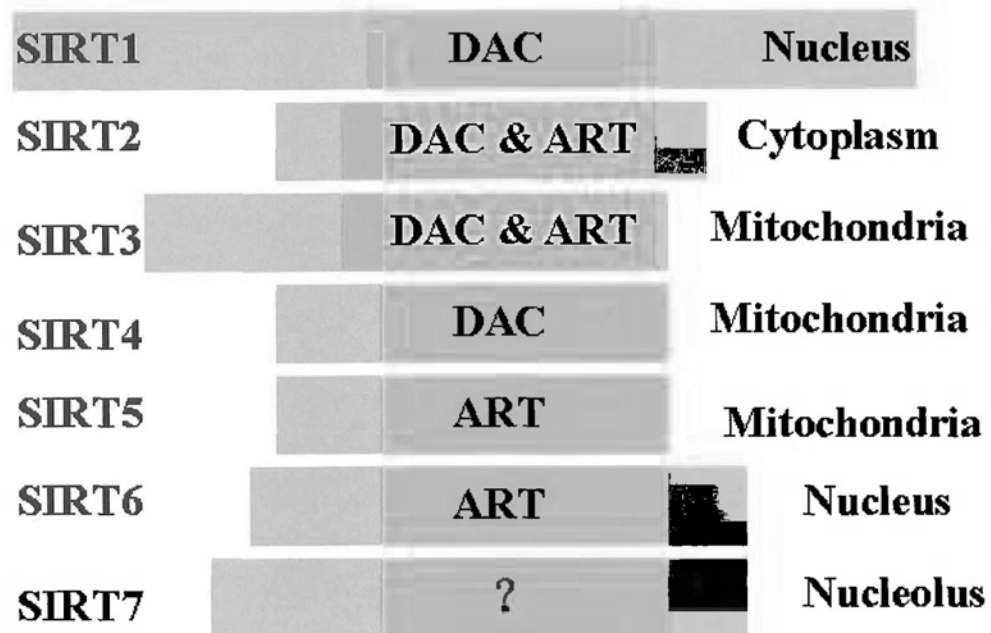 SIRT1 DAC Nucleus
SIRT2 DAC & ART Cytoplasm
SIRT3 DAC & ART Mitochondria
SIRT4 DAC Mitochondria
SIRT5 ART Mitochondria
SIRT6 ART Nucleus
SIRT7 ? Nucleolus